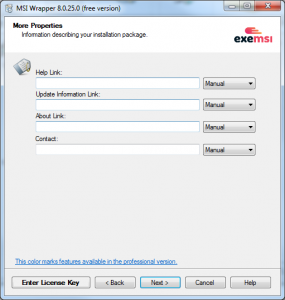 MSI Wrapper 8.0.25.0 (free version)
More Properties
Information describing your installation package.
exemsi
Help Link:
Manual
Update Information Link:
Manual
About Link:
Manual
Contact:
Manual
This color marks features available in the professional version.
Enter License Key
< Back
Next >
Cancel
Help